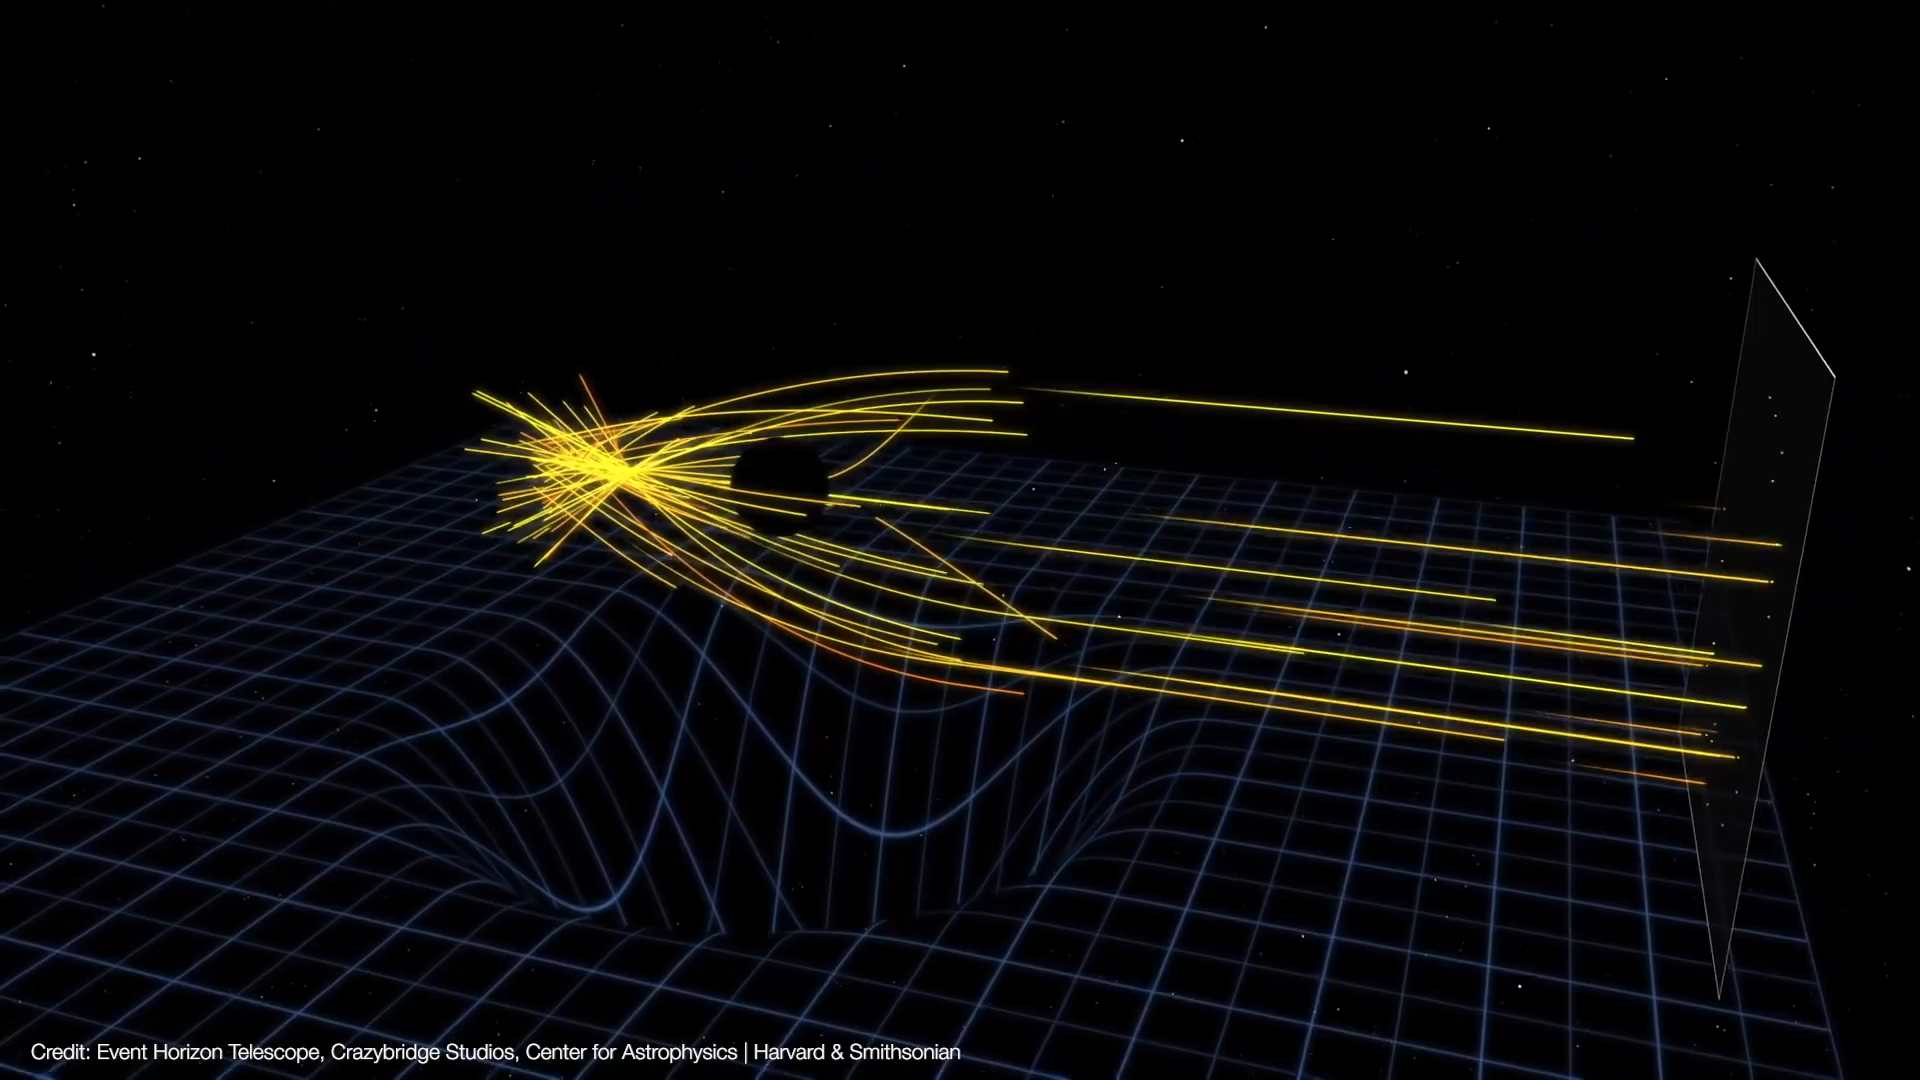 Credit: Event Horizon Telescope, Crazybridge Studios, Center for Astrophysics | Harvard & Smithsonian